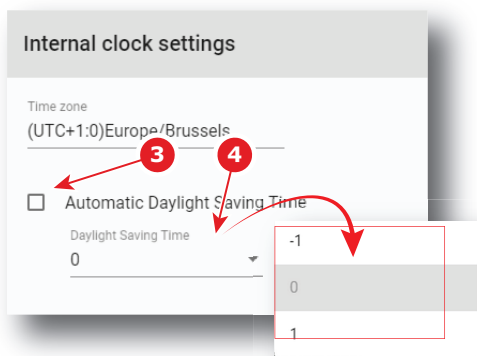 Internal clock settings
Time zone
(UTC+1:0)Europe/Brussels
3
4
Automatic Daylight Saving Time
Daylight Saving Time
0
-1
0
1